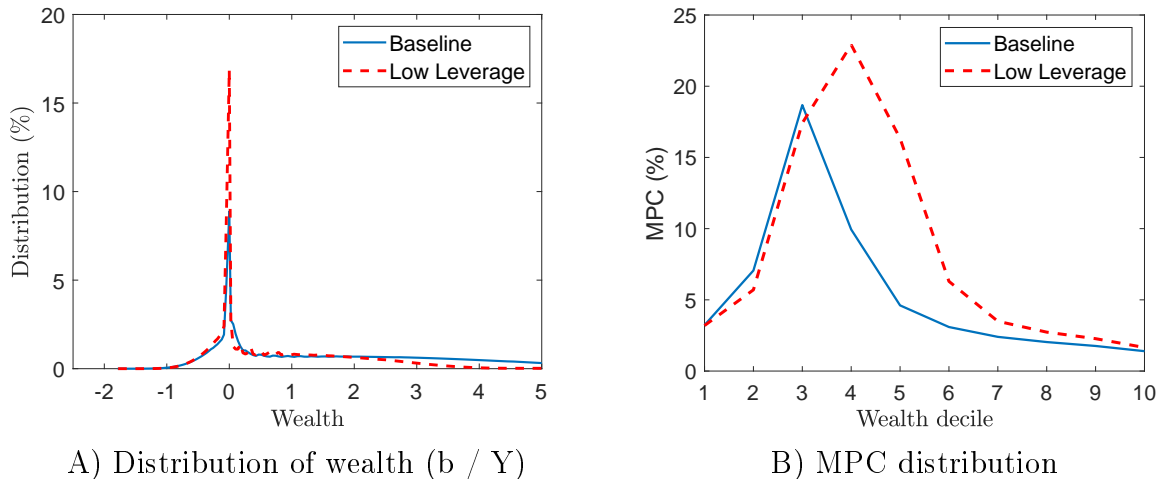 20
15
10
5
0
Distribution (%)
-2 -1 0 1 2 3 4 5
Wealth
Baseline
Low Leverage
A) Distribution of wealth (b / Y)
25
20
15
10
5
0
MPC (%)
1 2 3 4 5 6 7 8 9 10
Wealth decile
Baseline
Low Leverage
B) MPC distribution